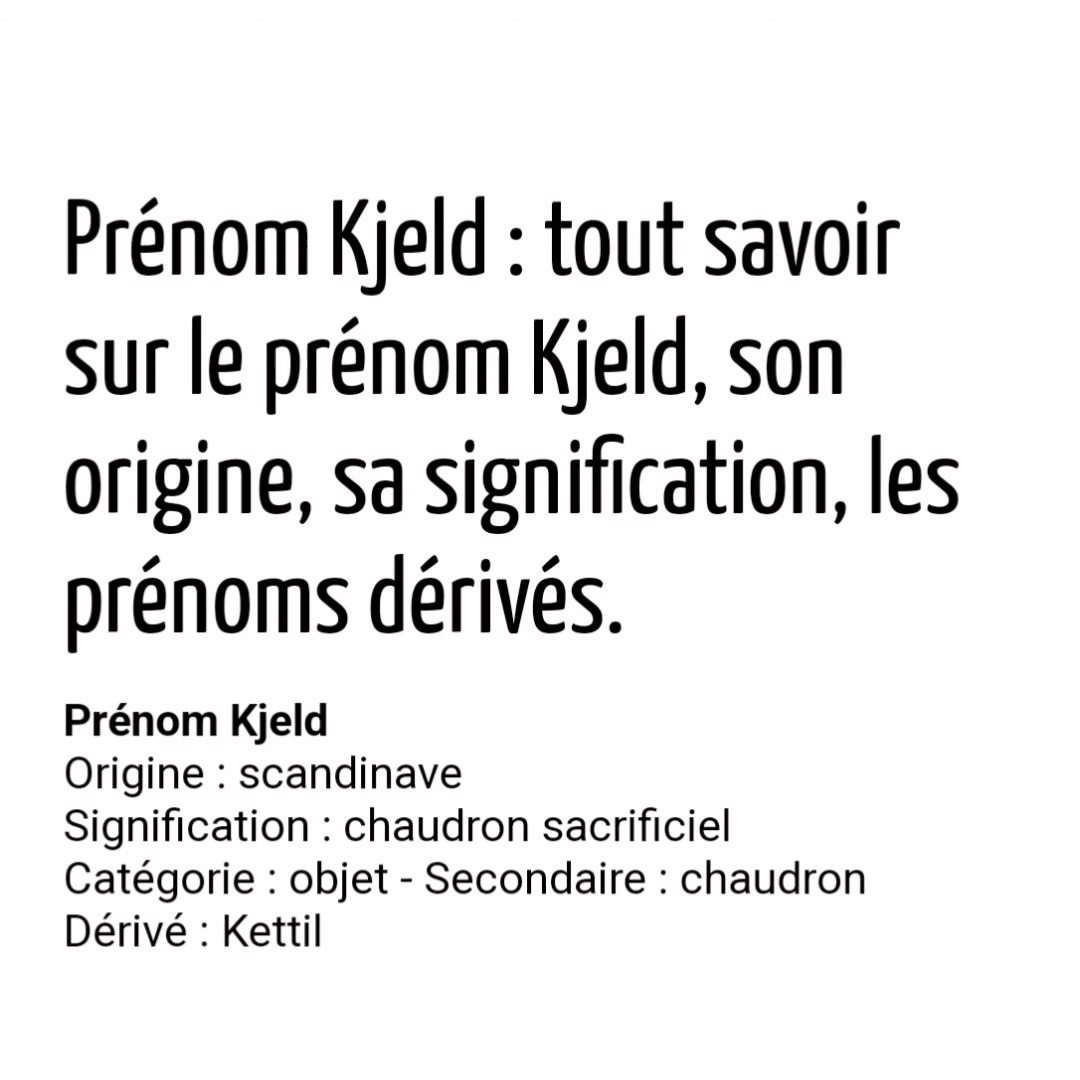 Prénom Kjeld : tout savoir
sur le prénom Kjeld, son
origine, sa signification, les
prénoms dérivés.
Prénom Kjeld
Origine : scandinave
Signification : chaudron sacrificiel
Catégorie : objet - Secondaire : chaudron
Dérivé : Kettil